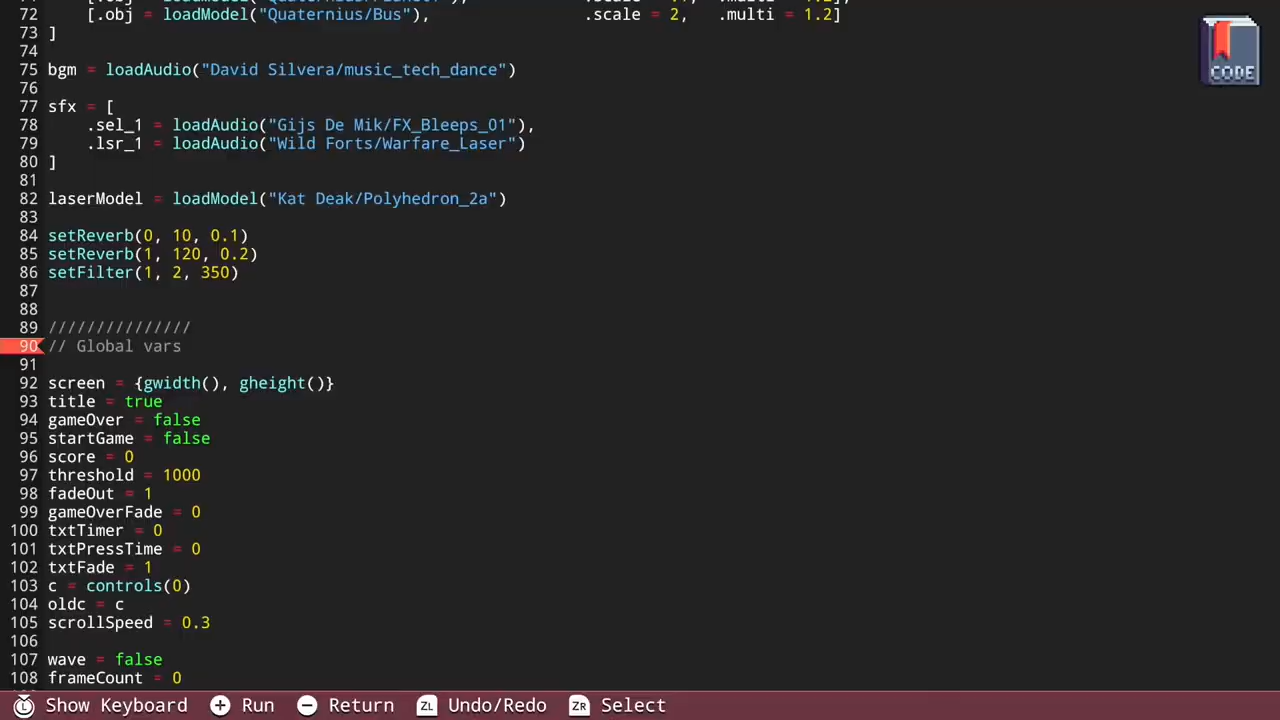 72     [.obj = loadModel("Quaternius/Bus"),                .scale = 2,   .multi = 1.2]
73 ]
74
75 bgm = loadAudio("David Silvera/music_tech_dance")
76
77 sfx = [
78     .sel_1 = loadAudio("Gijs De Mik/FX_Bleeps_01"),
79     .lsr_1 = loadAudio("Wild Forts/Warfare_Laser")
80 ]
81
82 laserModel = loadModel("Kat Deak/Polyhedron_2a")
83
84 setReverb(0, 10, 0.1)
85 setReverb(1, 120, 0.2)
86 setFilter(1, 2, 350)
87
88
89 ///////////////
90 // Global vars
91
92 screen = {gwidth(), gheight()}
93 title = true
94 gameOver = false
95 startGame = false
96 score = 0
97 threshold = 1000
98 fadeOut = 1
99 gameOverFade = 0
100 txtTimer = 0
101 txtPressTime = 0
102 txtFade = 1
103 c = controls(0)
104 oldc = c
105 scrollSpeed = 0.3
106
107 wave = false
108 frameCount = 0
CODE
L Show Keyboard + Run - Return ZL Undo/Redo ZR Select